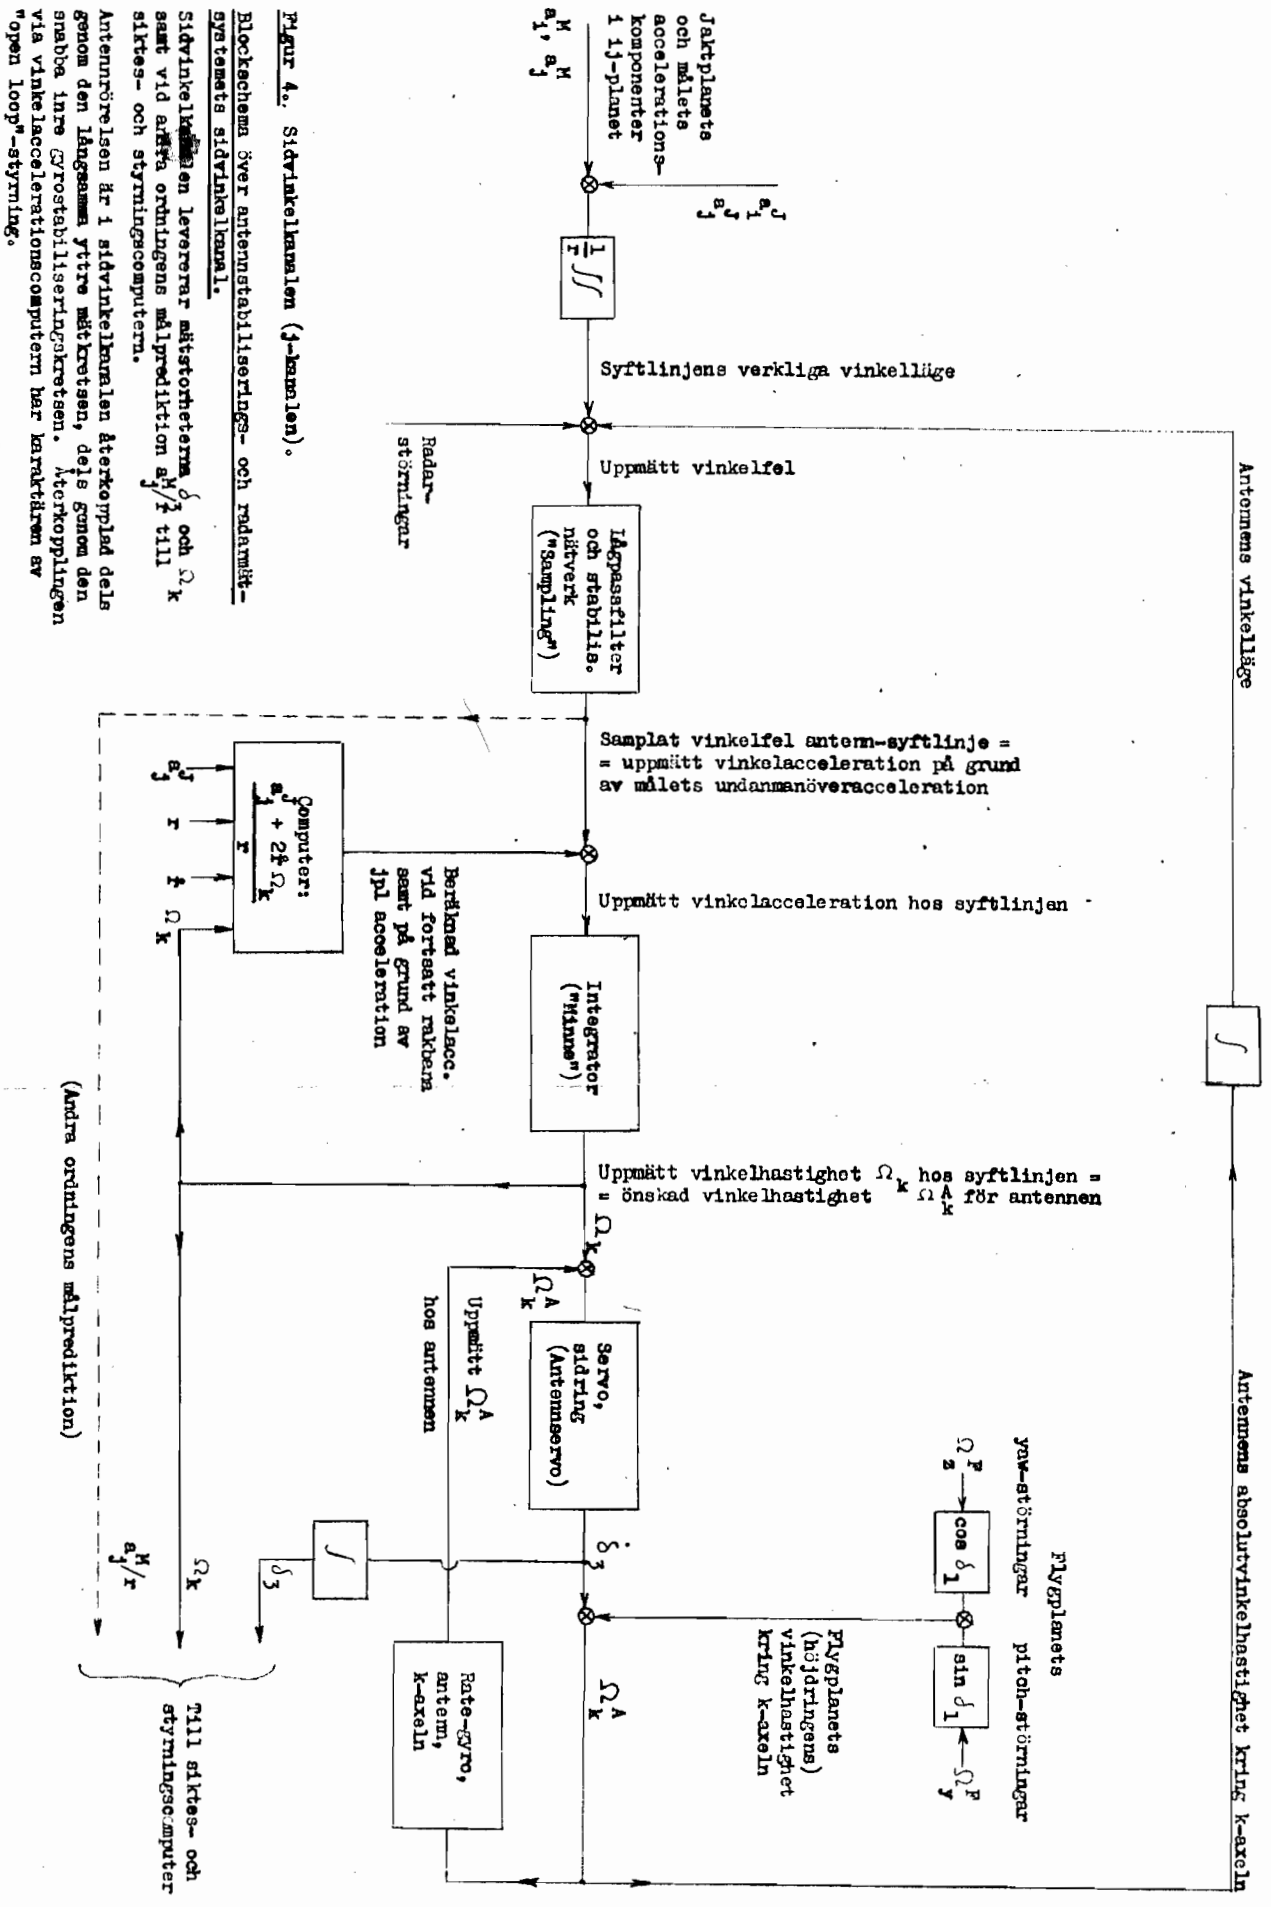 Jaktplanets
och målets
accelerations-
komponenter
i ij-planet
a_i^M, a_j^M
a_i^J
a_j^J
1/r ∫∫
Syftlinjens verkliga vinkelläge
Radar-
störningar
Uppmätt vinkelfel
Lågpassfilter
och stabilis.
nätverk
("Sampling")
Samplat vinkelfel antenn-syftlinje =
= uppmätt vinkelacceleration på grund
av målets undanmanöveracceleration
Computer:
a_j^J + 2ṙ Ω_k
r
a_j^J
r
ṙ
Ω_k
Beräknad vinkelacc.
vid fortsatt rakbana
samt på grund av
jpl acceleration
Uppmätt vinkelacceleration hos syftlinjen
Integrator
("Minne")
Uppmätt vinkelhastighet Ω_k hos syftlinjen =
= önskad vinkelhastighet Ω_k^A för antennen
Ω_k
Ω_k^A
Uppmätt Ω_k^A
hos antennen
Servo,
sidring
(Antennservo)
δ̇_3
∫
δ_3
Ω_k
a_j^M/r
(Andra ordningens målprediktion)
Till siktes- och
styrningscomputer
Rate-gyro,
antenn,
k-axeln
Ω_k^A
Flygplanets
(höjdringens)
vinkelhastighet
kring k-axeln
Flygplanets
yaw-störningar pitch-störningar
Ω_z^F
cos δ_1
sin δ_1
Ω_y^F
Antennens absolutvinkelhastighet kring k-axeln
∫
Antennens vinkelläge
Figur 4. Sidvinkelkanalen (j-kanalen).
Blockschema över antennstabiliserings- och radarmät-
systemets sidvinkelkanal.
Sidvinkelkanalen levererar mätstorheterna δ_3 och Ω_k
samt vid andra ordningens målprediktion a_j^M/r till
siktes- och styrningscomputern.
Antennrörelsen är i sidvinkelkanalen återkopplad dels
genom den långsamma yttre mätkretsen, dels genom den
snabba inre gyrostabiliseringskretsen. Återkopplingen
via vinkelaccelerationscomputern har karaktären av
"open loop"-styrning.